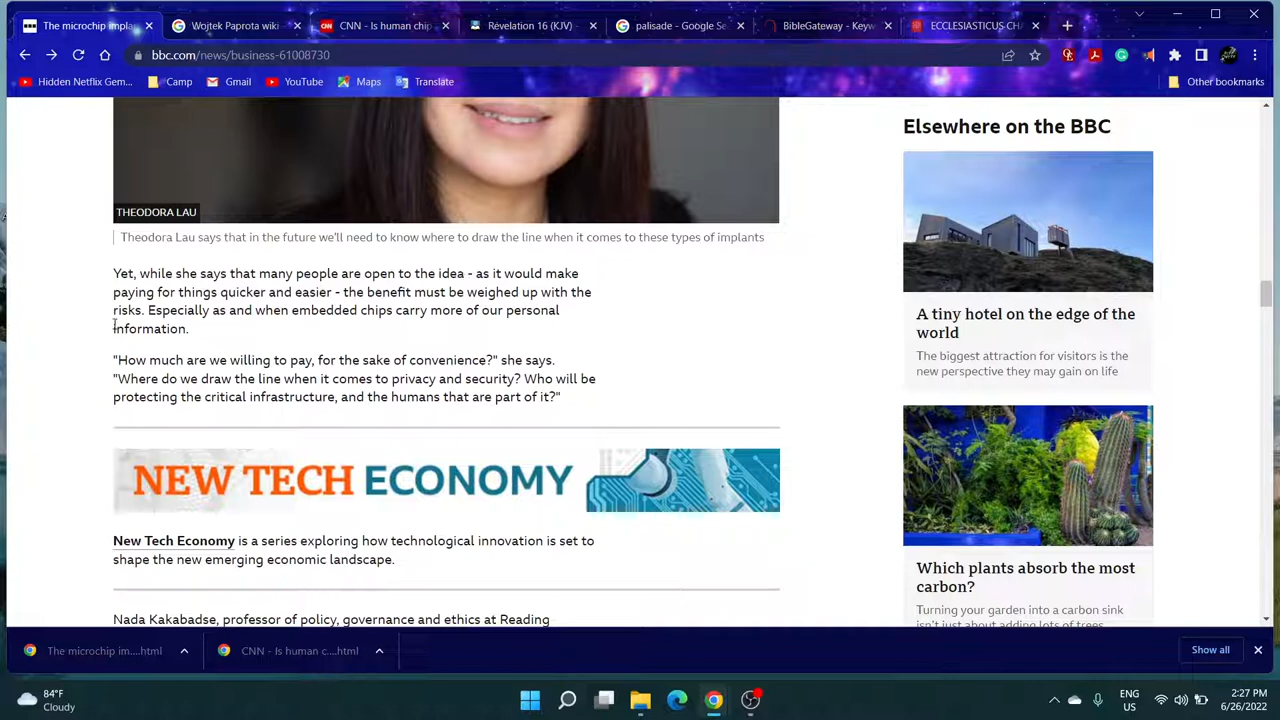 The microchip impla
Wojtek Paprota wiki
CNN - Is human chip
Revelation 16 (KJV) -
palisade - Google Se
BibleGateway - Keyw
ECCLESIASTICUS CHA
bbc.com/news/business-61008730
Hidden Netflix Gem...
Camp
Gmail
YouTube
Maps
Translate
Other bookmarks
THEODORA LAU
Theodora Lau says that in the future we'll need to know where to draw the line when it comes to these types of implants
Yet, while she says that many people are open to the idea - as it would make
paying for things quicker and easier - the benefit must be weighed up with the
risks. Especially as and when embedded chips carry more of our personal
information.
"How much are we willing to pay, for the sake of convenience?" she says.
"Where do we draw the line when it comes to privacy and security? Who will be
protecting the critical infrastructure, and the humans that are part of it?"
NEW TECH ECONOMY
New Tech Economy is a series exploring how technological innovation is set to
shape the new emerging economic landscape.
Nada Kakabadse, professor of policy, governance and ethics at Reading
Elsewhere on the BBC
A tiny hotel on the edge of the
world
The biggest attraction for visitors is the
new perspective they may gain on life
Which plants absorb the most
carbon?
Turning your garden into a carbon sink
isn't just about adding lots of trees
The microchip im....html
CNN - Is human c....html
Show all
84°F
Cloudy
ENG
US
2:27 PM
6/26/2022